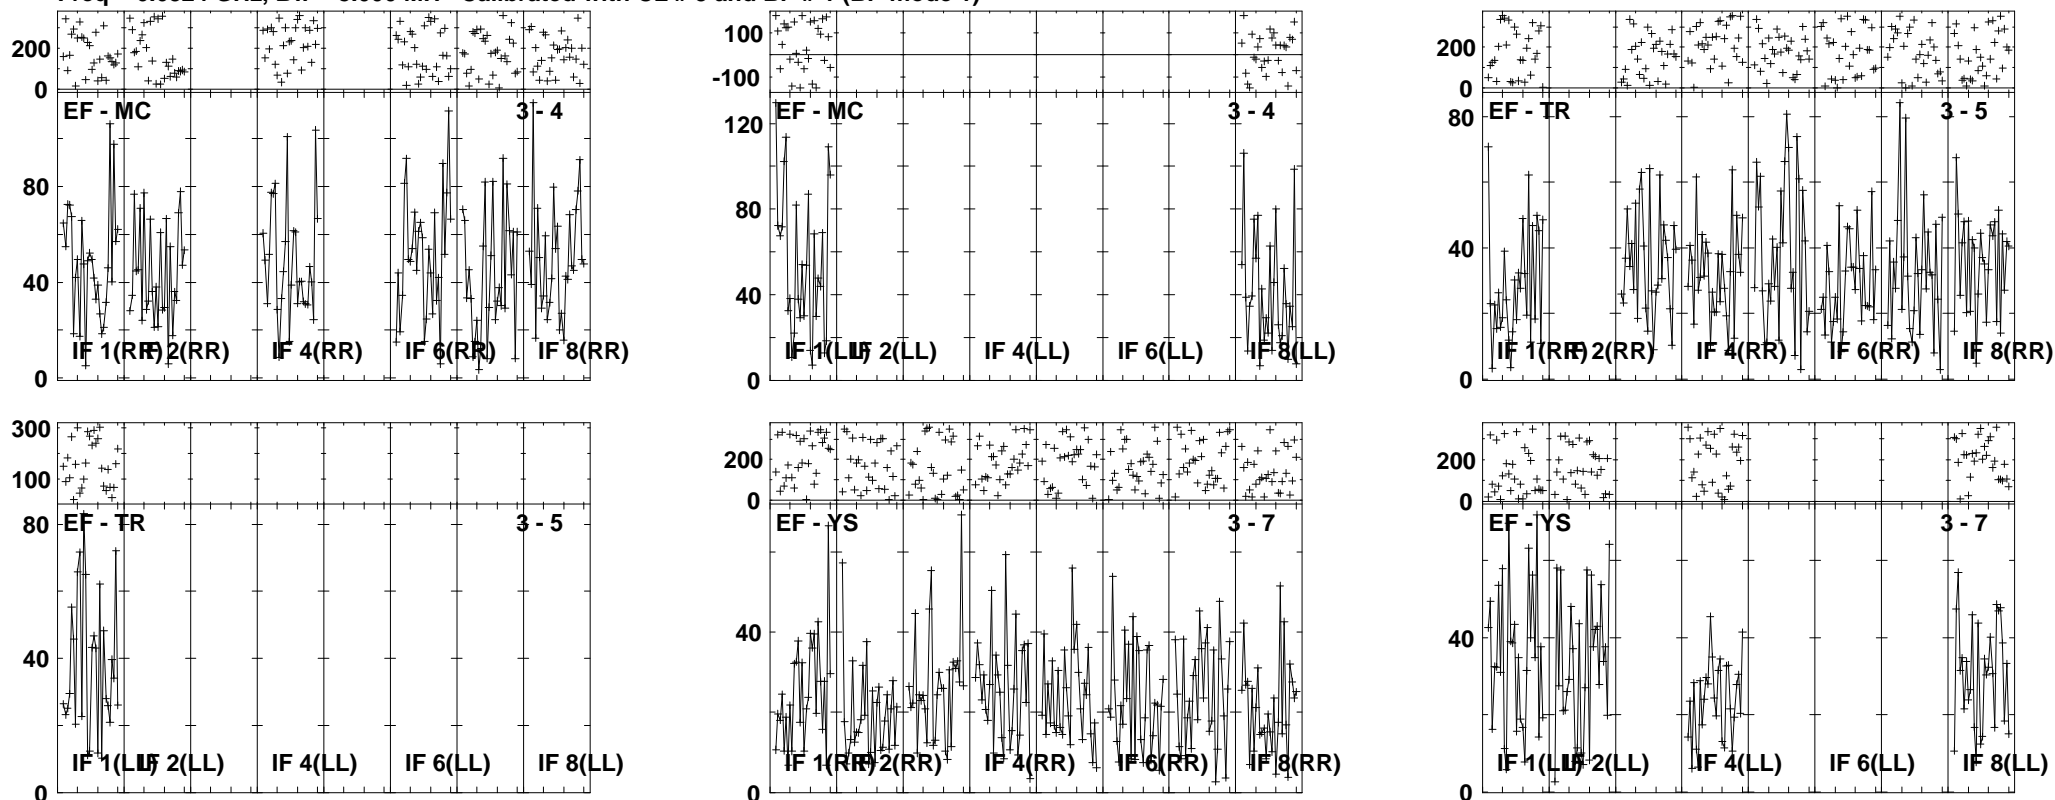 200
0
EF - MC 3 - 4
80
40
0
IF 1(RR) IF 2(RR) IF 4(RR) IF 6(RR) IF 8(RR)
100
-100
EF - MC 3 - 4
120
80
40
0
IF 1(LL) IF 2(LL) IF 4(LL) IF 6(LL) IF 8(LL)
200
0
EF - TR 3 - 5
80
40
0
IF 1(RR) IF 2(RR) IF 4(RR) IF 6(RR) IF 8(RR)
300
100
EF - TR 3 - 5
80
40
0
IF 1(LL) IF 2(LL) IF 4(LL) IF 6(LL) IF 8(LL)
200
0
EF - YS 3 - 7
40
0
IF 1(RR) IF 2(RR) IF 4(RR) IF 6(RR) IF 8(RR)
200
0
EF - YS 3 - 7
40
0
IF 1(LL) IF 2(LL) IF 4(LL) IF 6(LL) IF 8(LL)